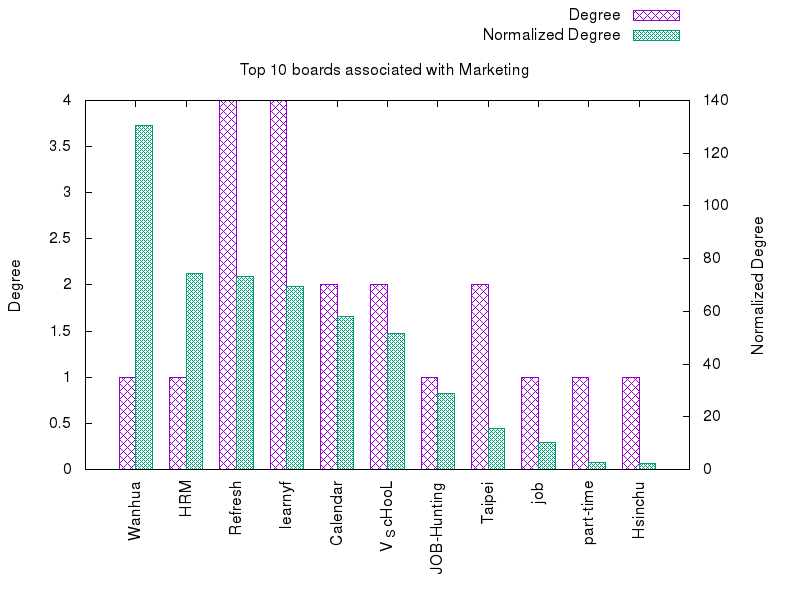 Degree
Normalized Degree
Top 10 boards associated with Marketing
4
3.5
3
2.5
2
1.5
1
0.5
0
140
120
100
80
60
40
20
0
Degree
Normalized Degree
Wanhua
HRM
Refresh
learnyf
Calendar
V ScHooL
JOB-Hunting
Taipei
job
part-time
Hsinchu